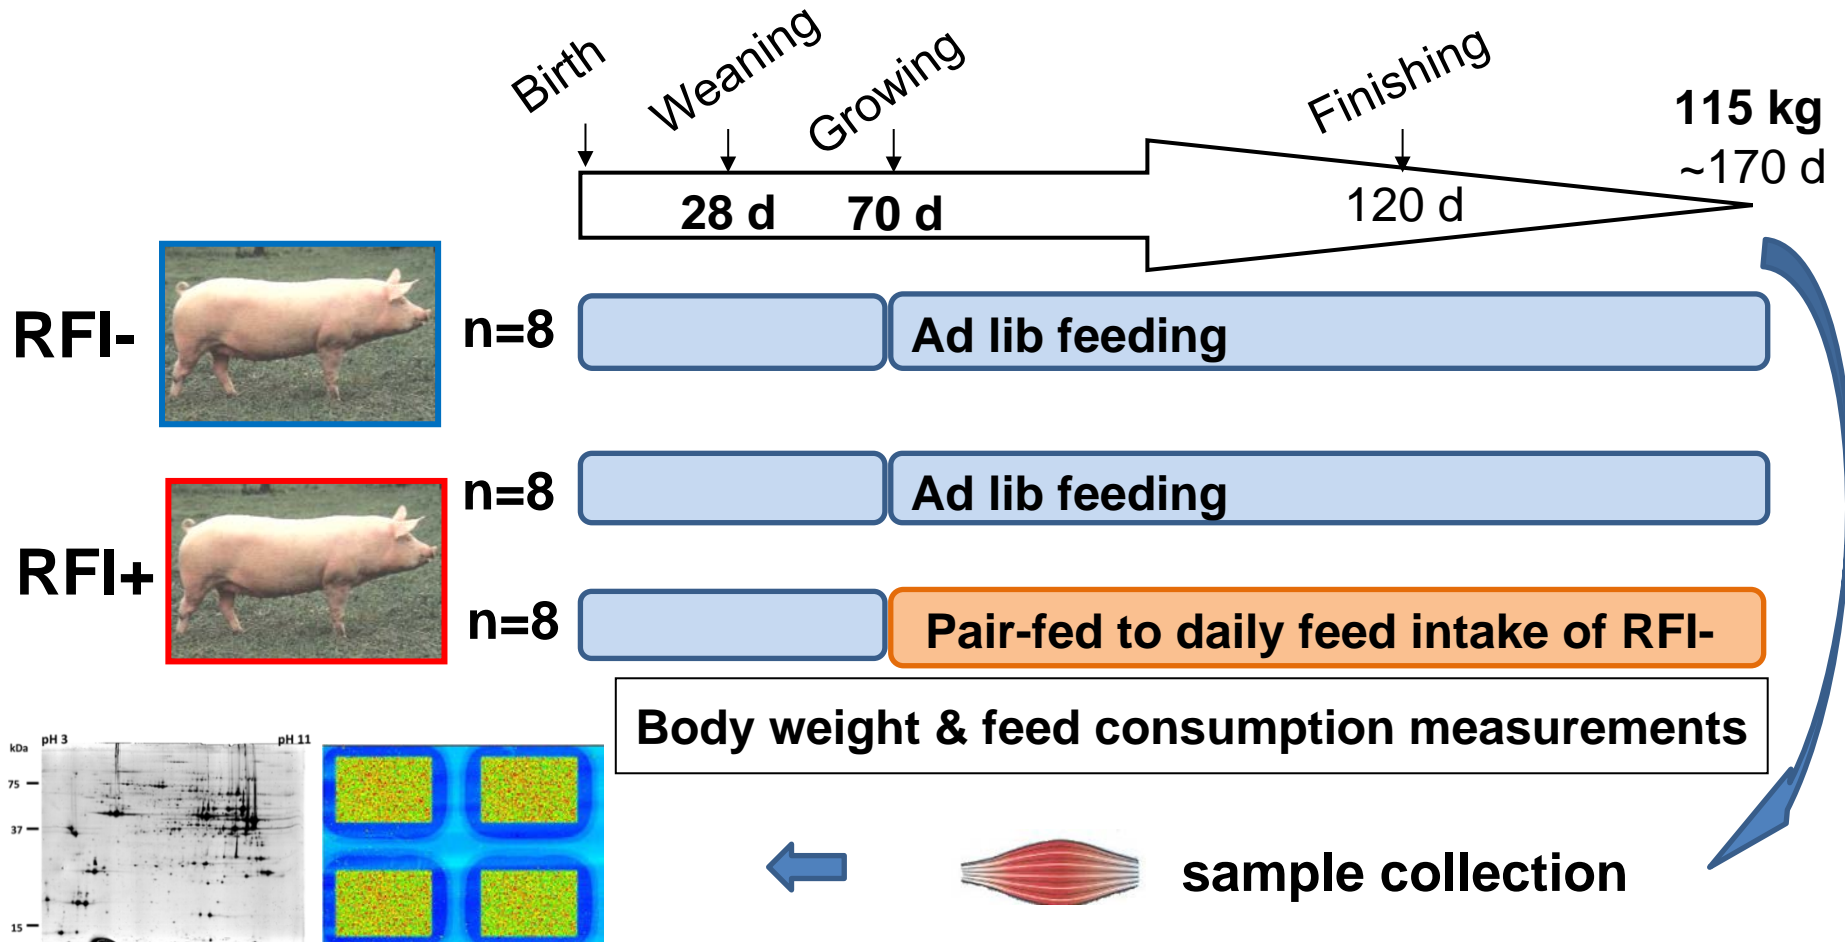 Birth
Weaning
Growing
Finishing
115 kg
~170 d
28 d
70 d
120 d
RFI-
n=8
Ad lib feeding
n=8
Ad lib feeding
RFI+
n=8
Pair-fed to daily feed intake of RFI-
Body weight & feed consumption measurements
kDa
pH 3
pH 11
75
37
15
sample collection